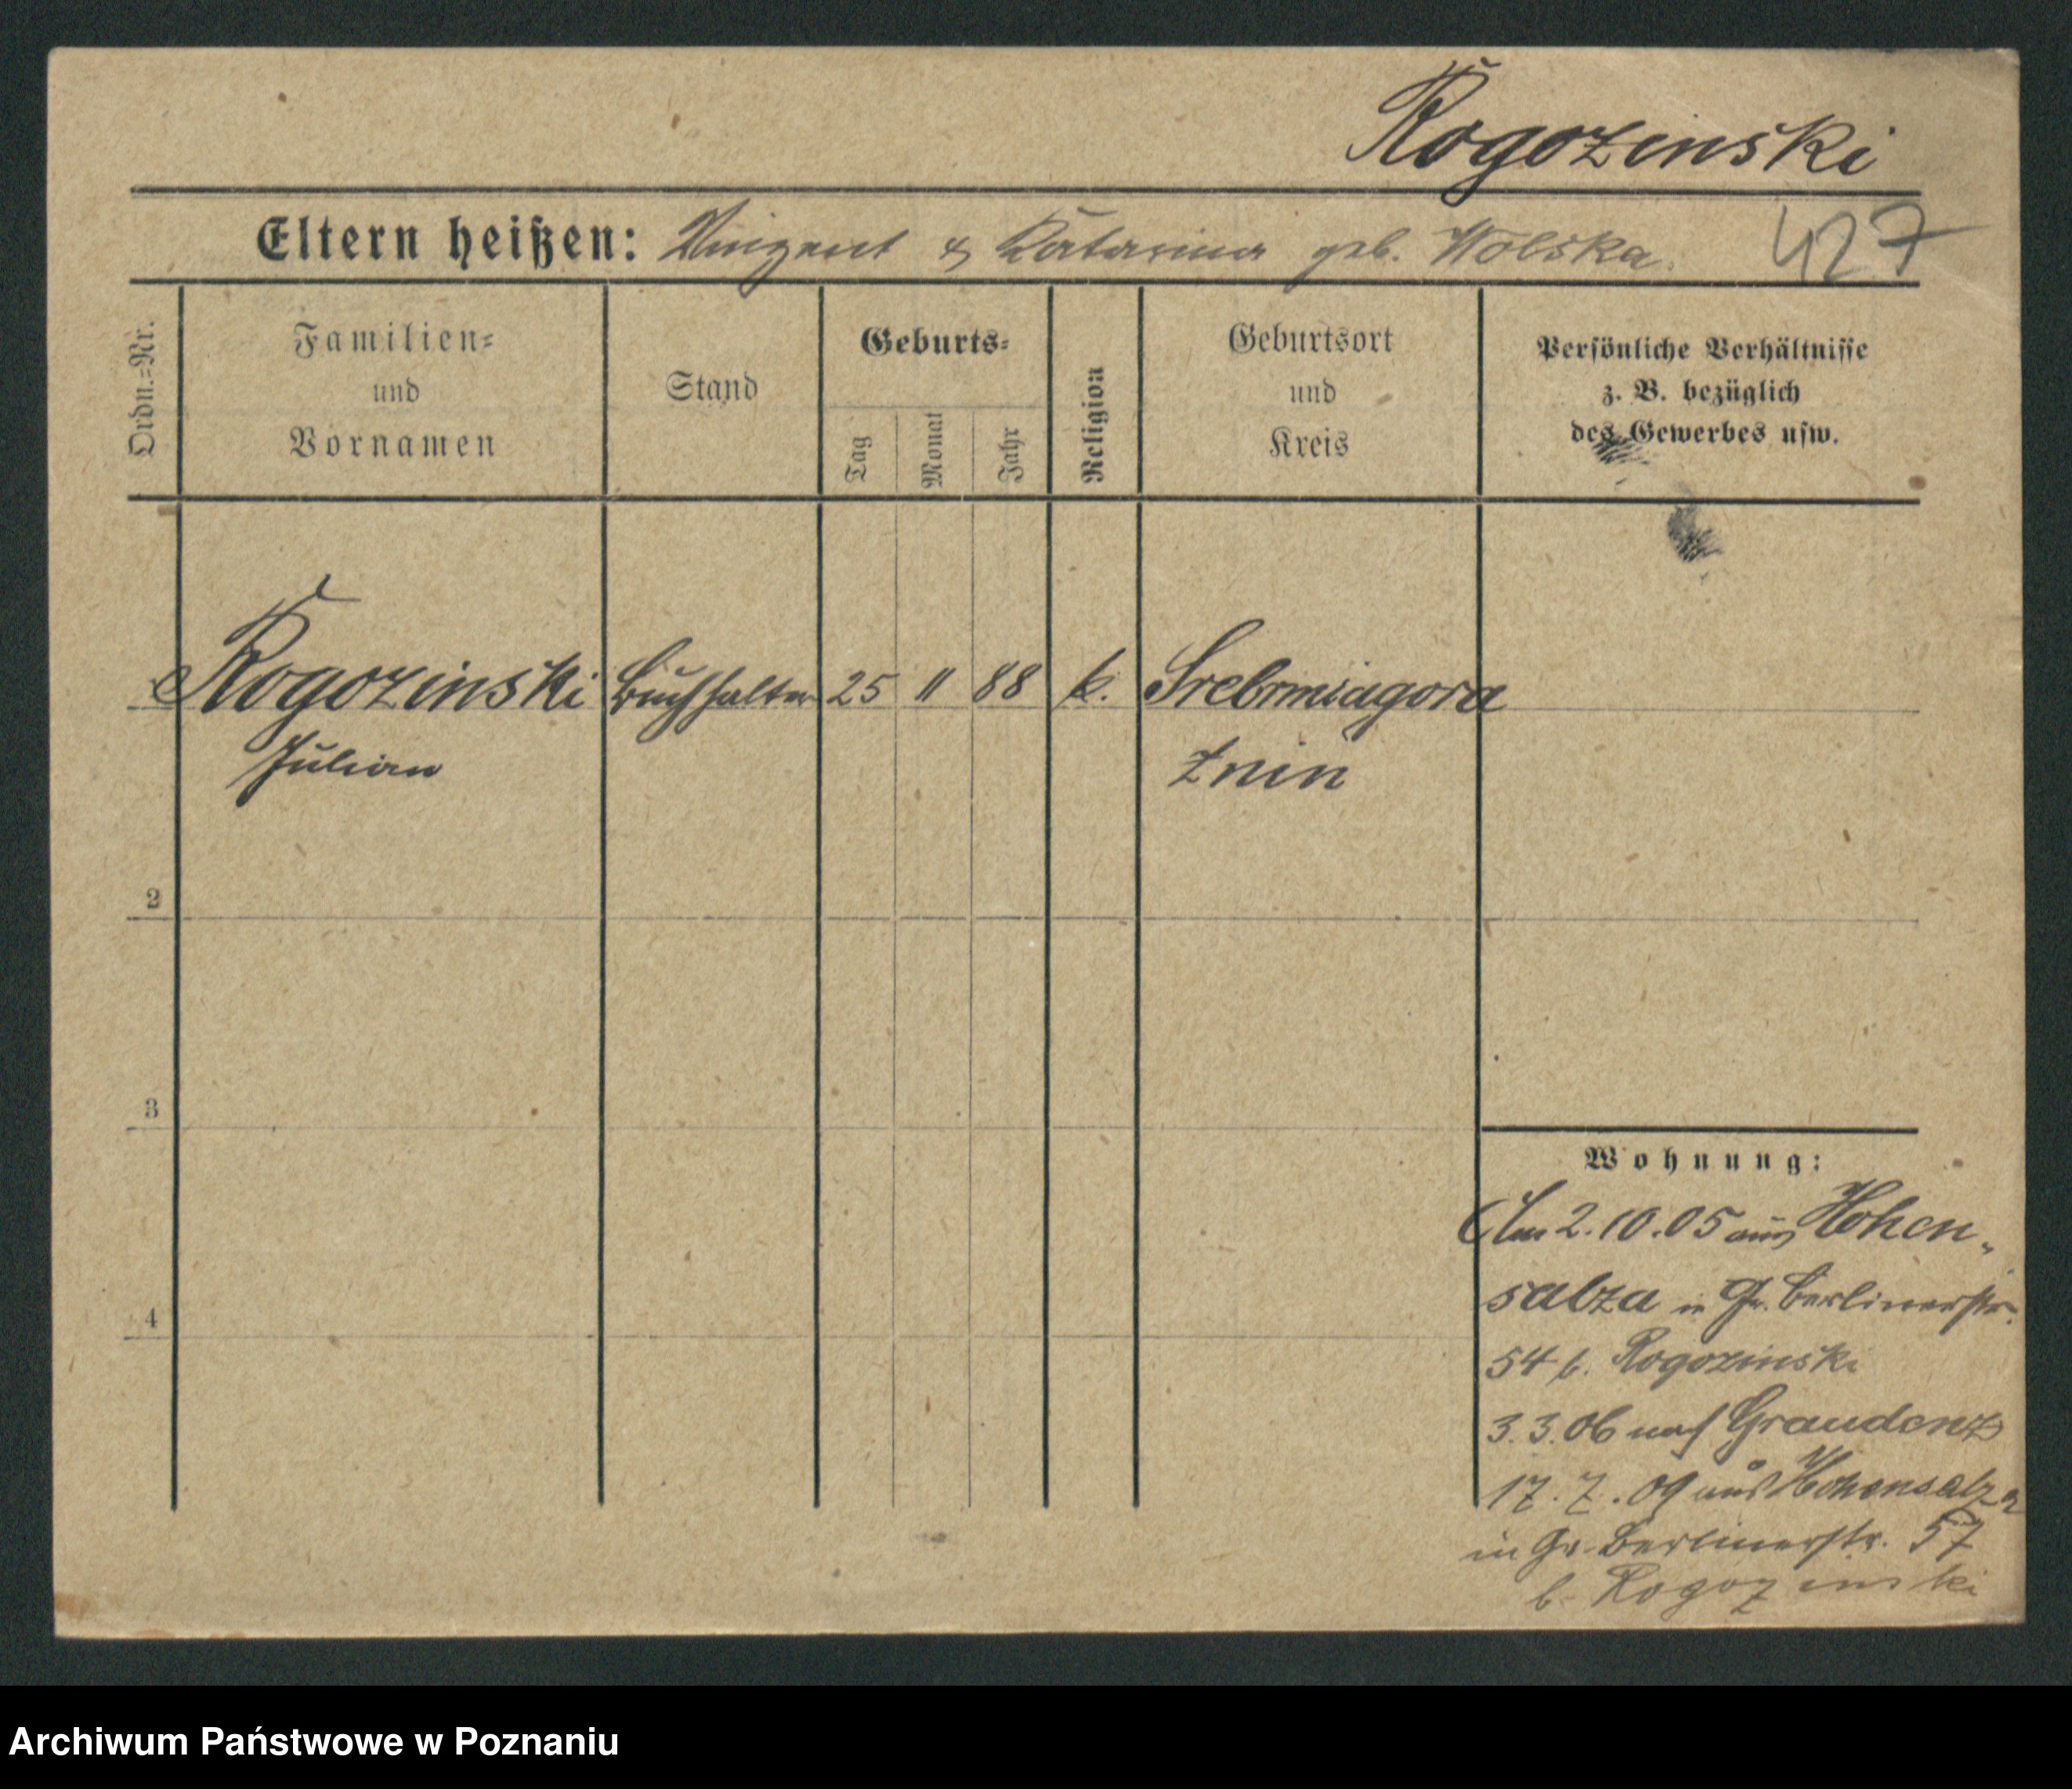 Rogozinski
Eltern heißen: Vinzent & Katarina geb. Wolska.
427
Ordn.=Nr.
Familien=
und
Vornamen
Stand
Geburts=
Tag
Monat
Jahr
Religion
Geburtsort
und
Kreis
Persönliche Verhältnisse
z. B. bezüglich
des Gewerbes usw.
Rogozinski Buchhalter 25 11 88 k. Srebrniagora
Julian Znin
2
3
4
Wohnung:
Am 2.10.05 aus Hohen-
salza in Gr. Berlinerstr.
54 b. Rogozinski
3.3.06 nach Graudenz
17.7.09 aus Hohensalza
in Gr. Berlinerstr. 57
b. Rogozinski
Archiwum Państwowe w Poznaniu